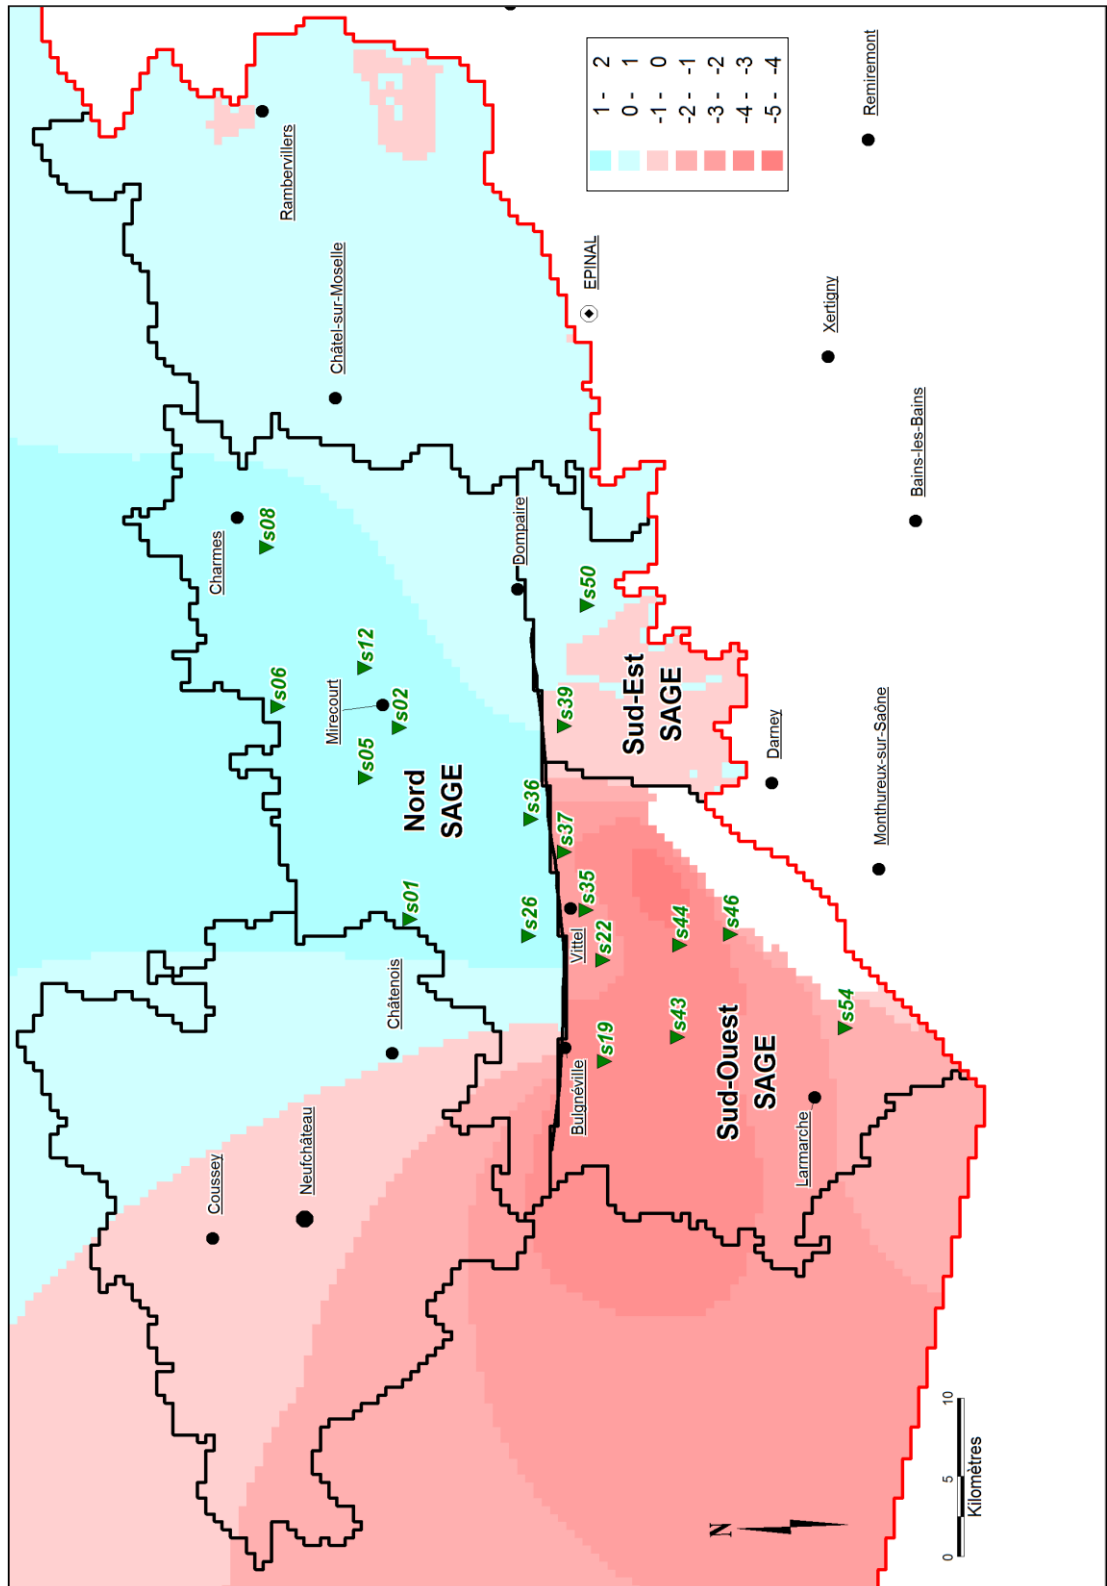 Coussey
Neufchâteau
Châtenois
Bulgnéville
Larmarche
Vittel
Mirecourt
Charmes
Dompaire
Châtel-sur-Moselle
Rambervillers
EPINAL
Darney
Monthureux-sur-Saône
Bains-les-Bains
Xertigny
Remiremont
Nord
SAGE
Sud-Ouest
SAGE
Sud-Est
SAGE
s01
s02
s05
s06
s08
s12
s26
s36
s39
s50
s37
s35
s22
s19
s43
s44
s46
s54
1 - 2
0 - 1
-1 - 0
-2 - -1
-3 - -2
-4 - -3
-5 - -4
N
0 5 10
Kilomètres